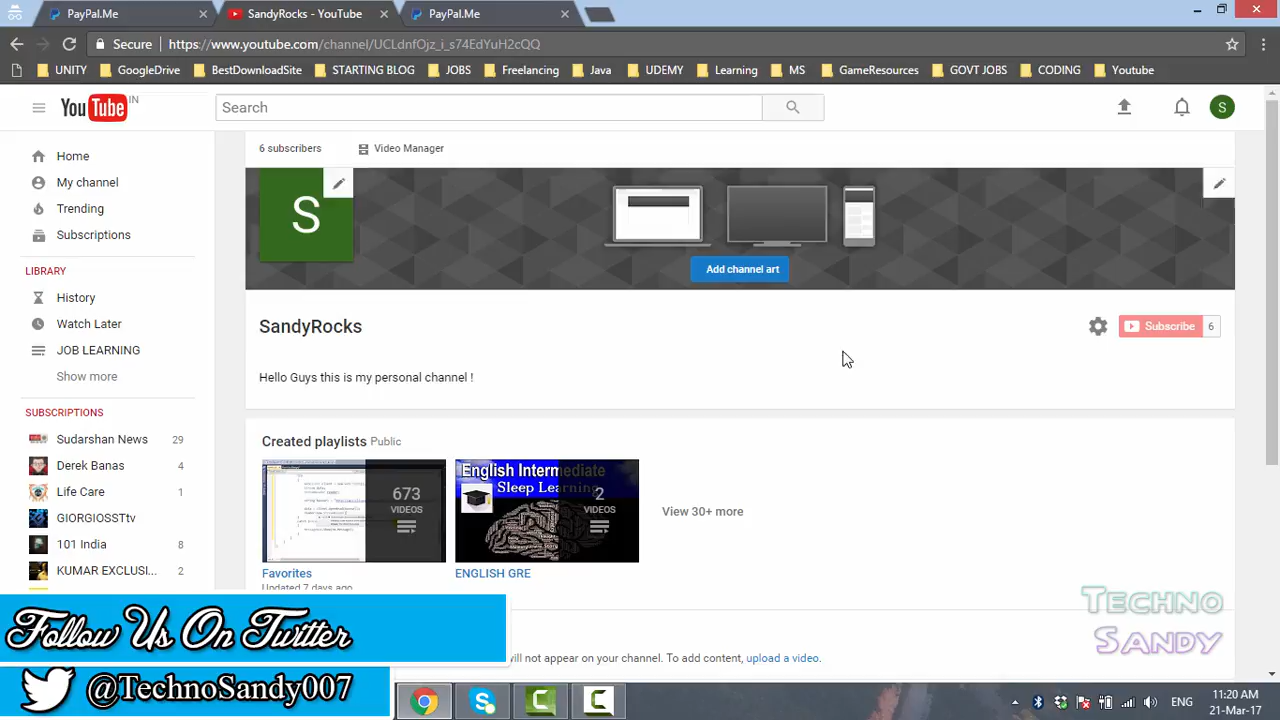 PayPal.Me
SandyRocks - YouTube
PayPal.Me
Secure
https://www.youtube.com/channel/UCLdnfOjz_i_s74EdYuH2cQQ
UNITY
GoogleDrive
BestDownloadSite
STARTING BLOG
JOBS
Freelancing
Java
UDEMY
Learning
MS
GameResources
GOVT JOBS
CODING
Youtube
YouTube IN
Search
S
Home
My channel
Trending
Subscriptions
LIBRARY
History
Watch Later
JOB LEARNING
Show more
SUBSCRIPTIONS
Sudarshan News 29
Derek Banas 4
Life Care 1
GIORGIOSSTtv
101 India 8
KUMAR EXCLUSI... 2
6 subscribers
Video Manager
S
Add channel art
SandyRocks
Subscribe 6
Hello Guys this is my personal channel !
Created playlists Public
673
VIDEOS
English Intermediate
Sleep Learning
2
VIDEOS
View 30+ more
Favorites
Updated 7 days ago
ENGLISH GRE
will not appear on your channel. To add content, upload a video.
Follow Us On Twitter
@TechnoSandy007
TECHNO
SANDY
ENG
11:20 AM
21-Mar-17